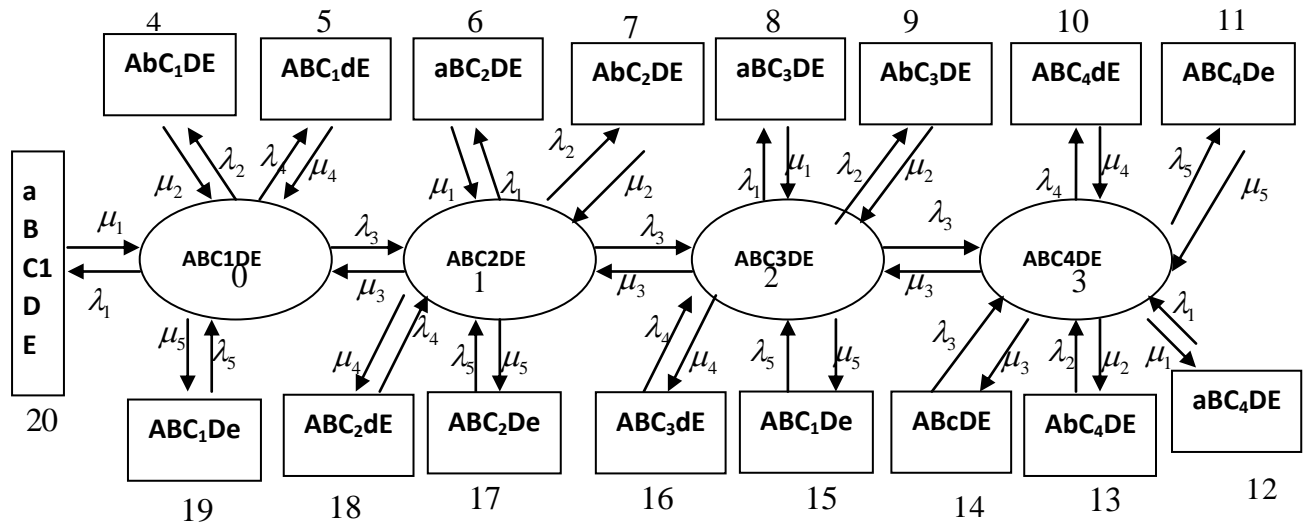 4 5 6 7 8 9 10 11
AbC₁DE ABC₁dE aBC₂DE AbC₂DE aBC₃DE AbC₃DE ABC₄dE ABC₄De
μ₂ λ₂ λ₄ μ₄ μ₁ λ₁ λ₂ μ₂ λ₁ μ₁ λ₂ μ₂ λ₄ μ₄ λ₅ μ₅
a
B
C1
D
E
20
μ₁ λ₁
ABC1DE λ₃ ABC2DE λ₃ ABC3DE λ₃ ABC4DE
0 μ₃ 1 μ₃ 2 μ₃ 3
μ₅ λ₅ μ₄ λ₄ λ₅ μ₅ λ₄ μ₄ λ₅ μ₅ λ₃ μ₃ λ₂ μ₂ μ₁ λ₁
ABC₁De ABC₂dE ABC₂De ABC₃dE ABC₁De ABcDE AbC₄DE aBC₄DE
19 18 17 16 15 14 13 12